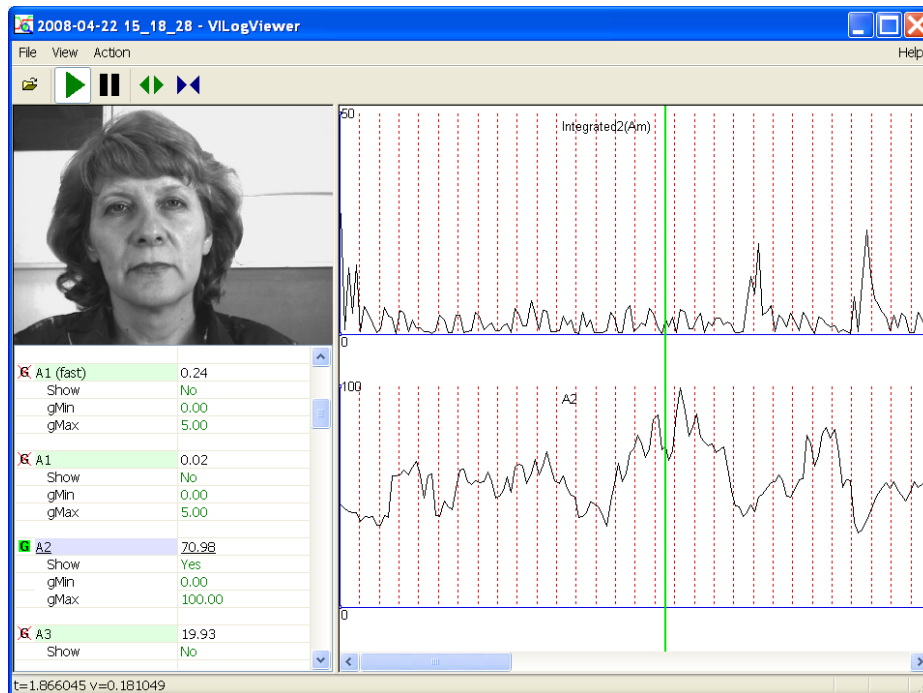 2008-04-22 15_18_28 - VILogViewer
File View Action Help
50
Integrated2(Am)
0
100
A2
0
G A1 (fast) 0.24
Show No
gMin 0.00
gMax 5.00
G A1 0.02
Show No
gMin 0.00
gMax 5.00
G A2 70.98
Show Yes
gMin 0.00
gMax 100.00
G A3 19.93
Show No
t=1.866045 v=0.181049